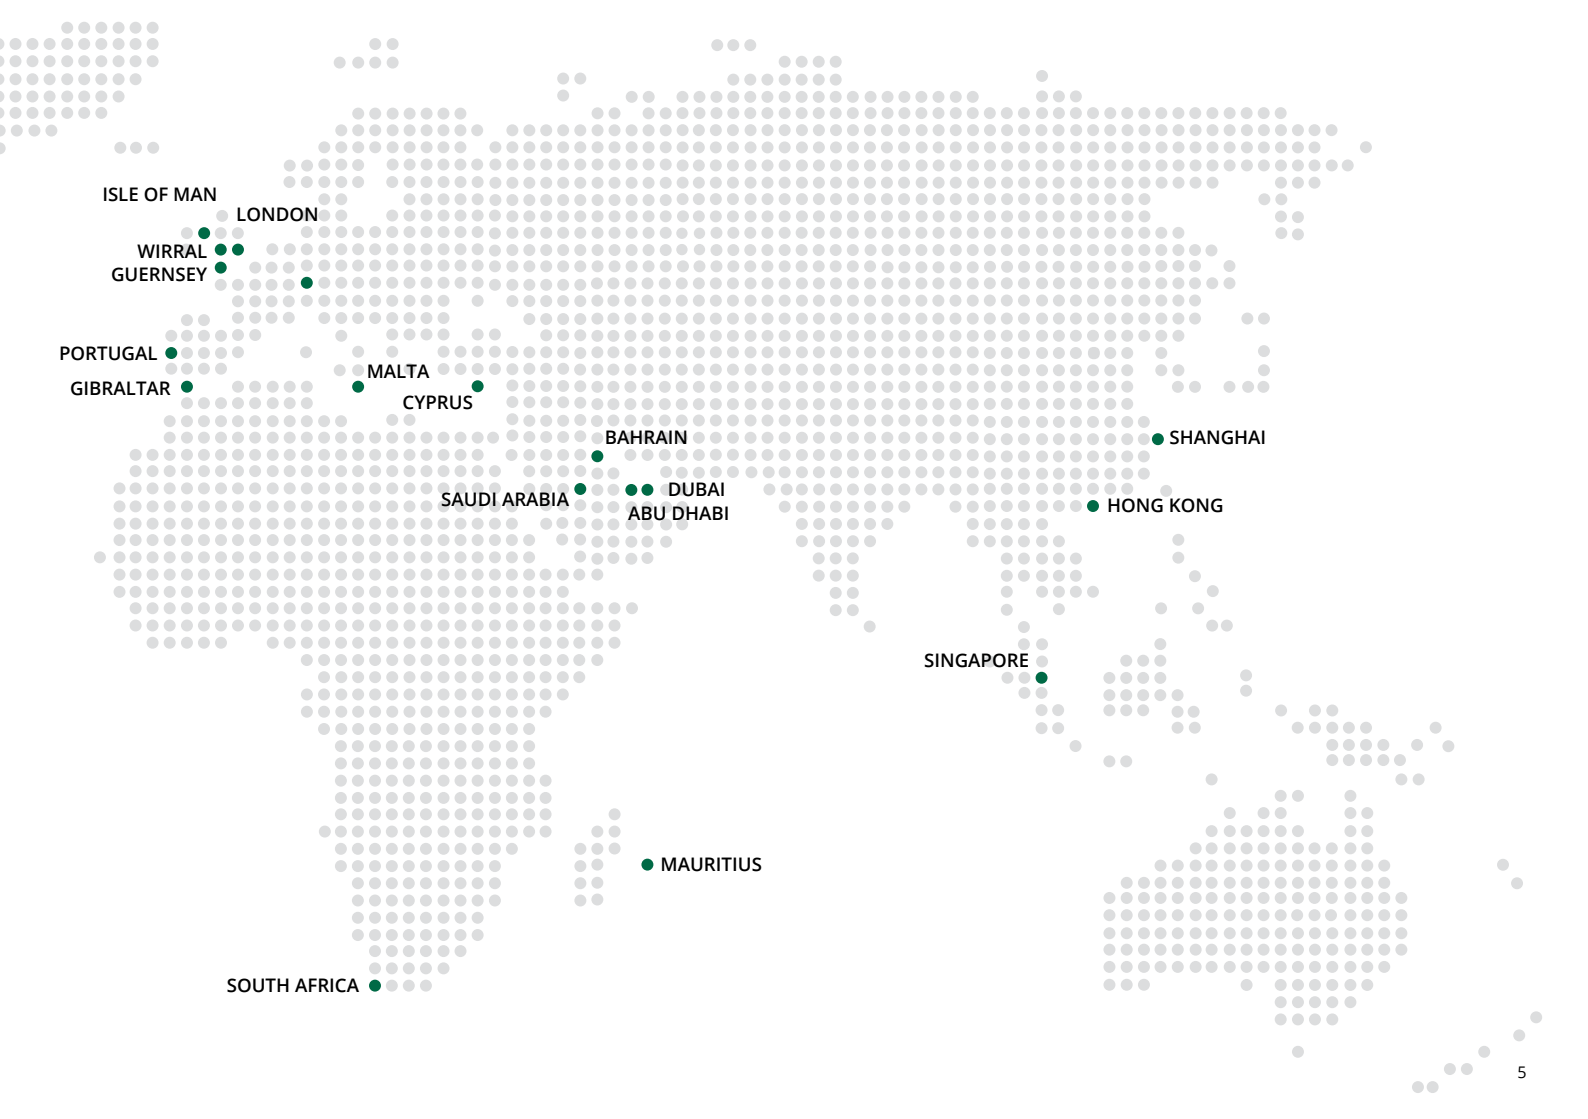 ISLE OF MAN
LONDON
WIRRAL
GUERNSEY
PORTUGAL
MALTA
GIBRALTAR
CYPRUS
BAHRAIN
SHANGHAI
SAUDI ARABIA
DUBAI
ABU DHABI
HONG KONG
SINGAPORE
MAURITIUS
SOUTH AFRICA
5